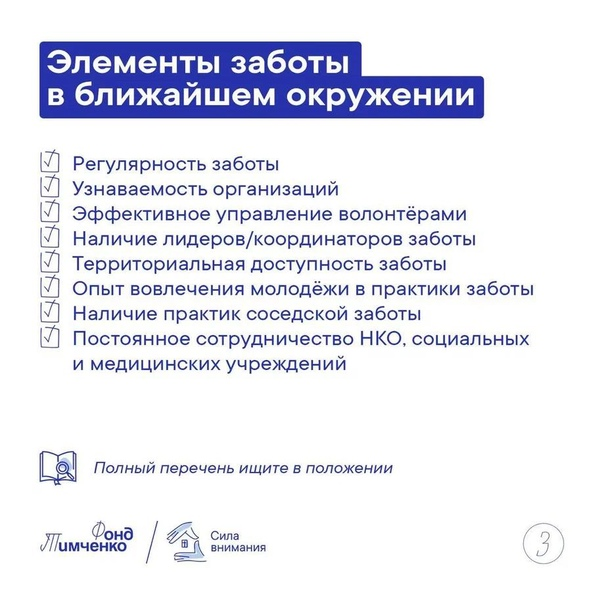 Элементы заботы
в ближайшем окружении
Регулярность заботы
Узнаваемость организаций
Эффективное управление волонтёрами
Наличие лидеров/координаторов заботы
Территориальная доступность заботы
Опыт вовлечения молодёжи в практики заботы
Наличие практик соседской заботы
Постоянное сотрудничество НКО, социальных
и медицинских учреждений
Полный перечень ищите в положении
Фонд
Тимченко
Сила
внимания
3